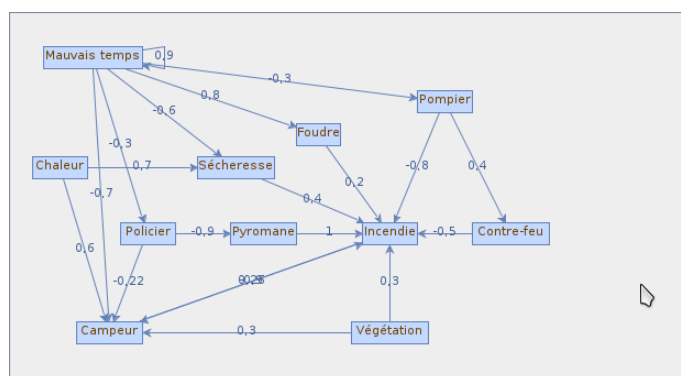 Mauvais temps
0,9
-0,3
0,8
Pompier
-0,6
Foudre
-0,3
Chaleur
0,7
Sécheresse
-0,8
0,4
0,2
-0,7
0,4
0,6
Policier
-0,9
Pyromane
1
Incendie
-0,5
Contre-feu
-0,22
0,3
Campeur
0,3
Végétation